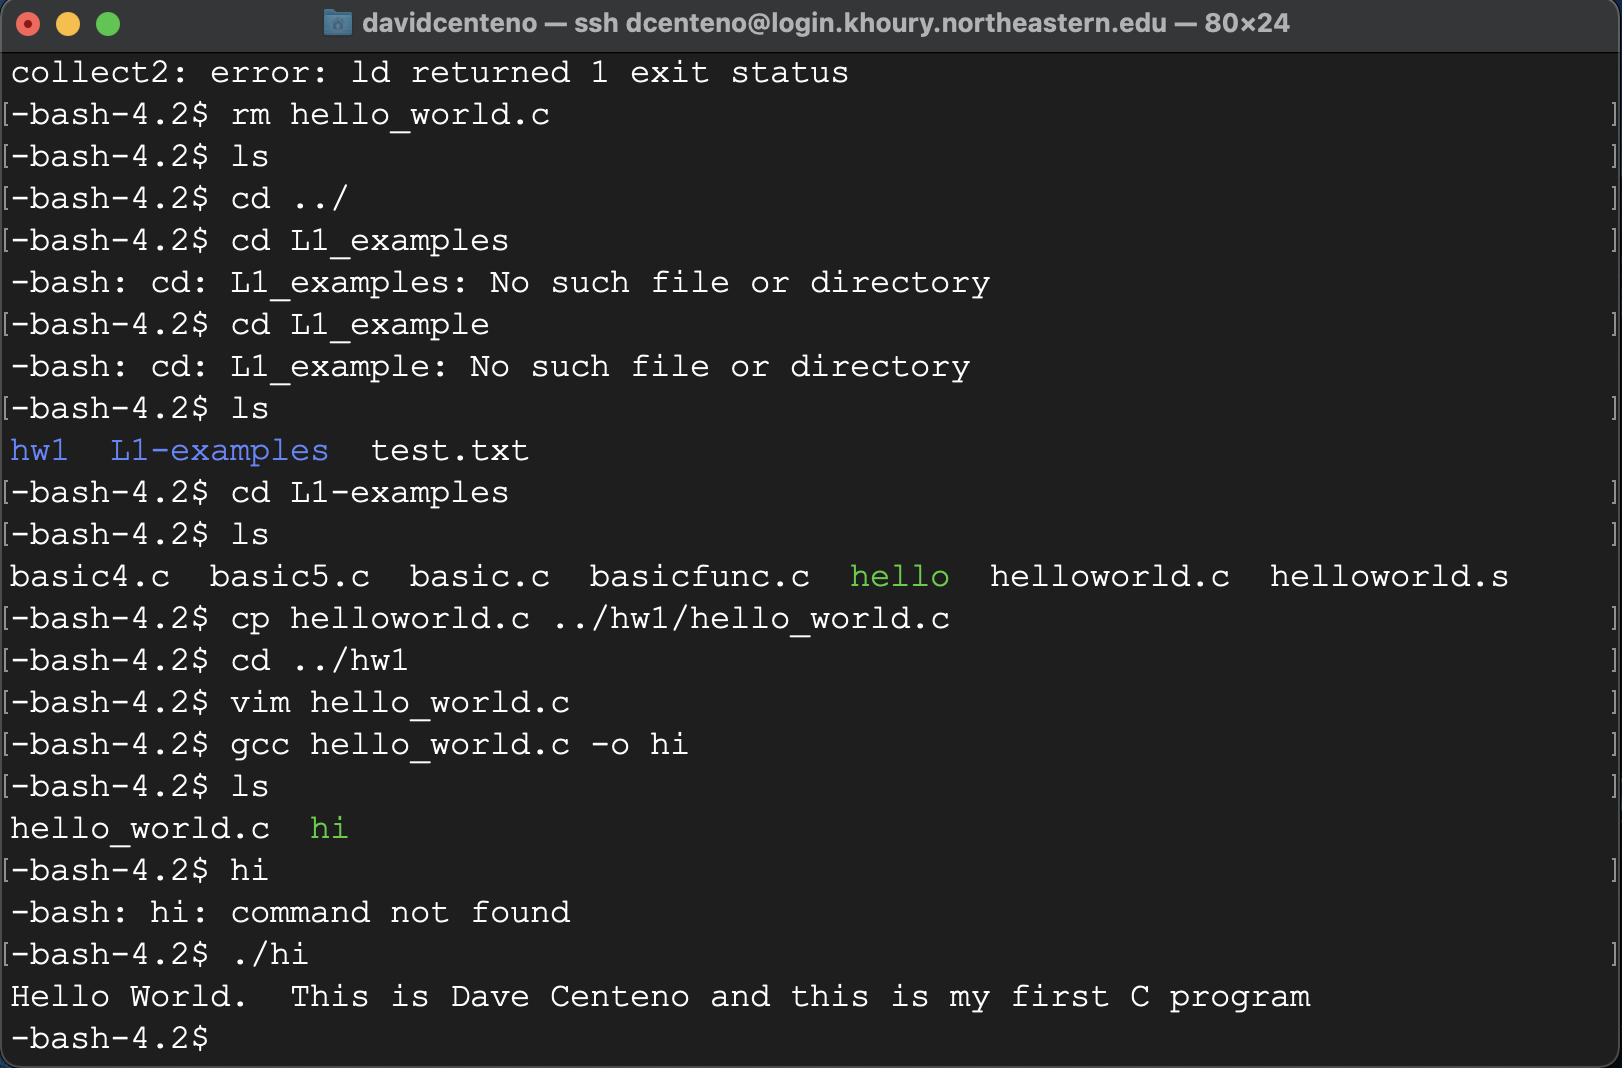 davidcenteno — ssh dcenteno@login.khoury.northeastern.edu — 80×24
collect2: error: ld returned 1 exit status
[-bash-4.2$ rm hello_world.c ]
[-bash-4.2$ ls ]
[-bash-4.2$ cd ../ ]
[-bash-4.2$ cd L1_examples ]
-bash: cd: L1_examples: No such file or directory
[-bash-4.2$ cd L1_example ]
-bash: cd: L1_example: No such file or directory
[-bash-4.2$ ls ]
hw1  L1-examples  test.txt
[-bash-4.2$ cd L1-examples ]
[-bash-4.2$ ls ]
basic4.c  basic5.c  basic.c  basicfunc.c  hello  helloworld.c  helloworld.s
[-bash-4.2$ cp helloworld.c ../hw1/hello_world.c ]
[-bash-4.2$ cd ../hw1 ]
[-bash-4.2$ vim hello_world.c ]
[-bash-4.2$ gcc hello_world.c -o hi ]
[-bash-4.2$ ls ]
hello_world.c  hi
[-bash-4.2$ hi ]
-bash: hi: command not found
[-bash-4.2$ ./hi ]
Hello World.  This is Dave Centeno and this is my first C program
-bash-4.2$